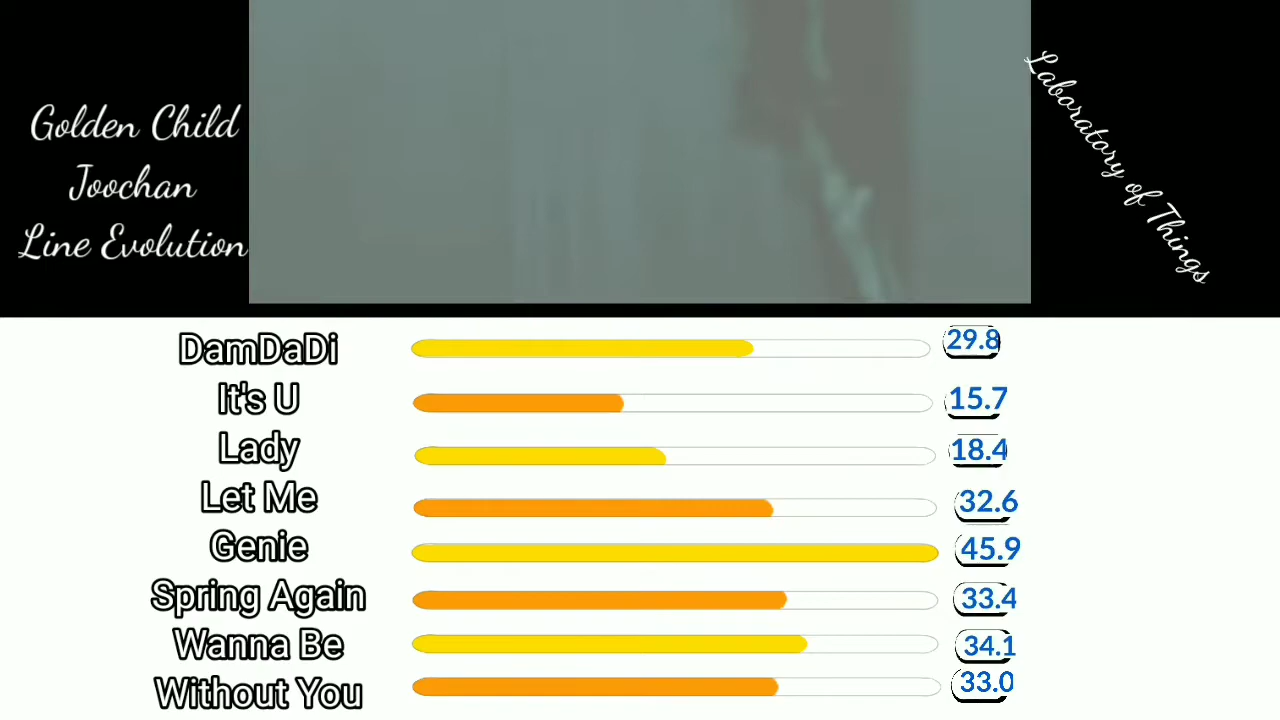 Golden Child
Joochan
Line Evolution
Laboratory of Things
DamDaDi 29.8
It's U 15.7
Lady 18.4
Let Me 32.6
Genie 45.9
Spring Again 33.4
Wanna Be 34.1
Without You 33.0